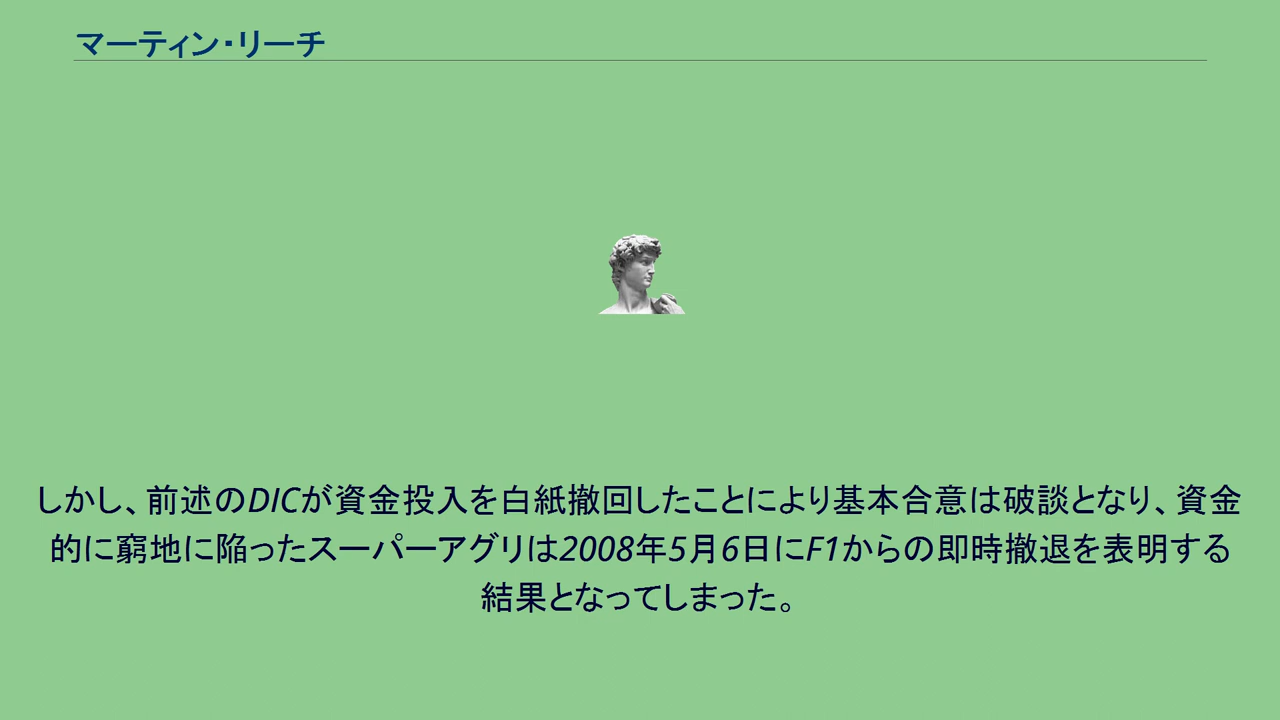 マーティン・リーチ
しかし、前述のDICが資金投入を白紙撤回したことにより基本合意は破談となり、資金
的に窮地に陥ったスーパーアグリは2008年5月6日にF1からの即時撤退を表明する
結果となってしまった。